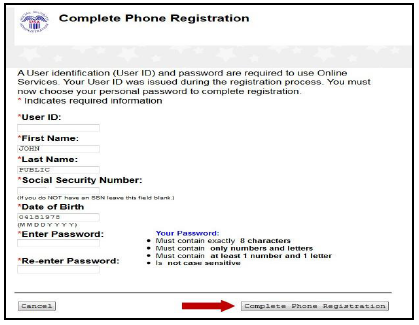 USA
Complete Phone Registration
A User identification (User ID) and password are required to use Online
Services. Your User ID was issued during the registration process. You must
now choose your personal password to complete registration.
* Indicates required information
*User ID:
*First Name:
JOHN
*Last Name:
PUBLIC
*Social Security Number:
(If you do NOT have an SSN leave this field blank)
*Date of Birth
04151975
(MMDDYYYY)
*Enter Password:
*Re-enter Password:
Your Password:
• Must contain exactly 8 characters
• Must contain only numbers and letters
• Must contain at least 1 number and 1 letter
• Is not case sensitive
Cancel
Complete Phone Registration